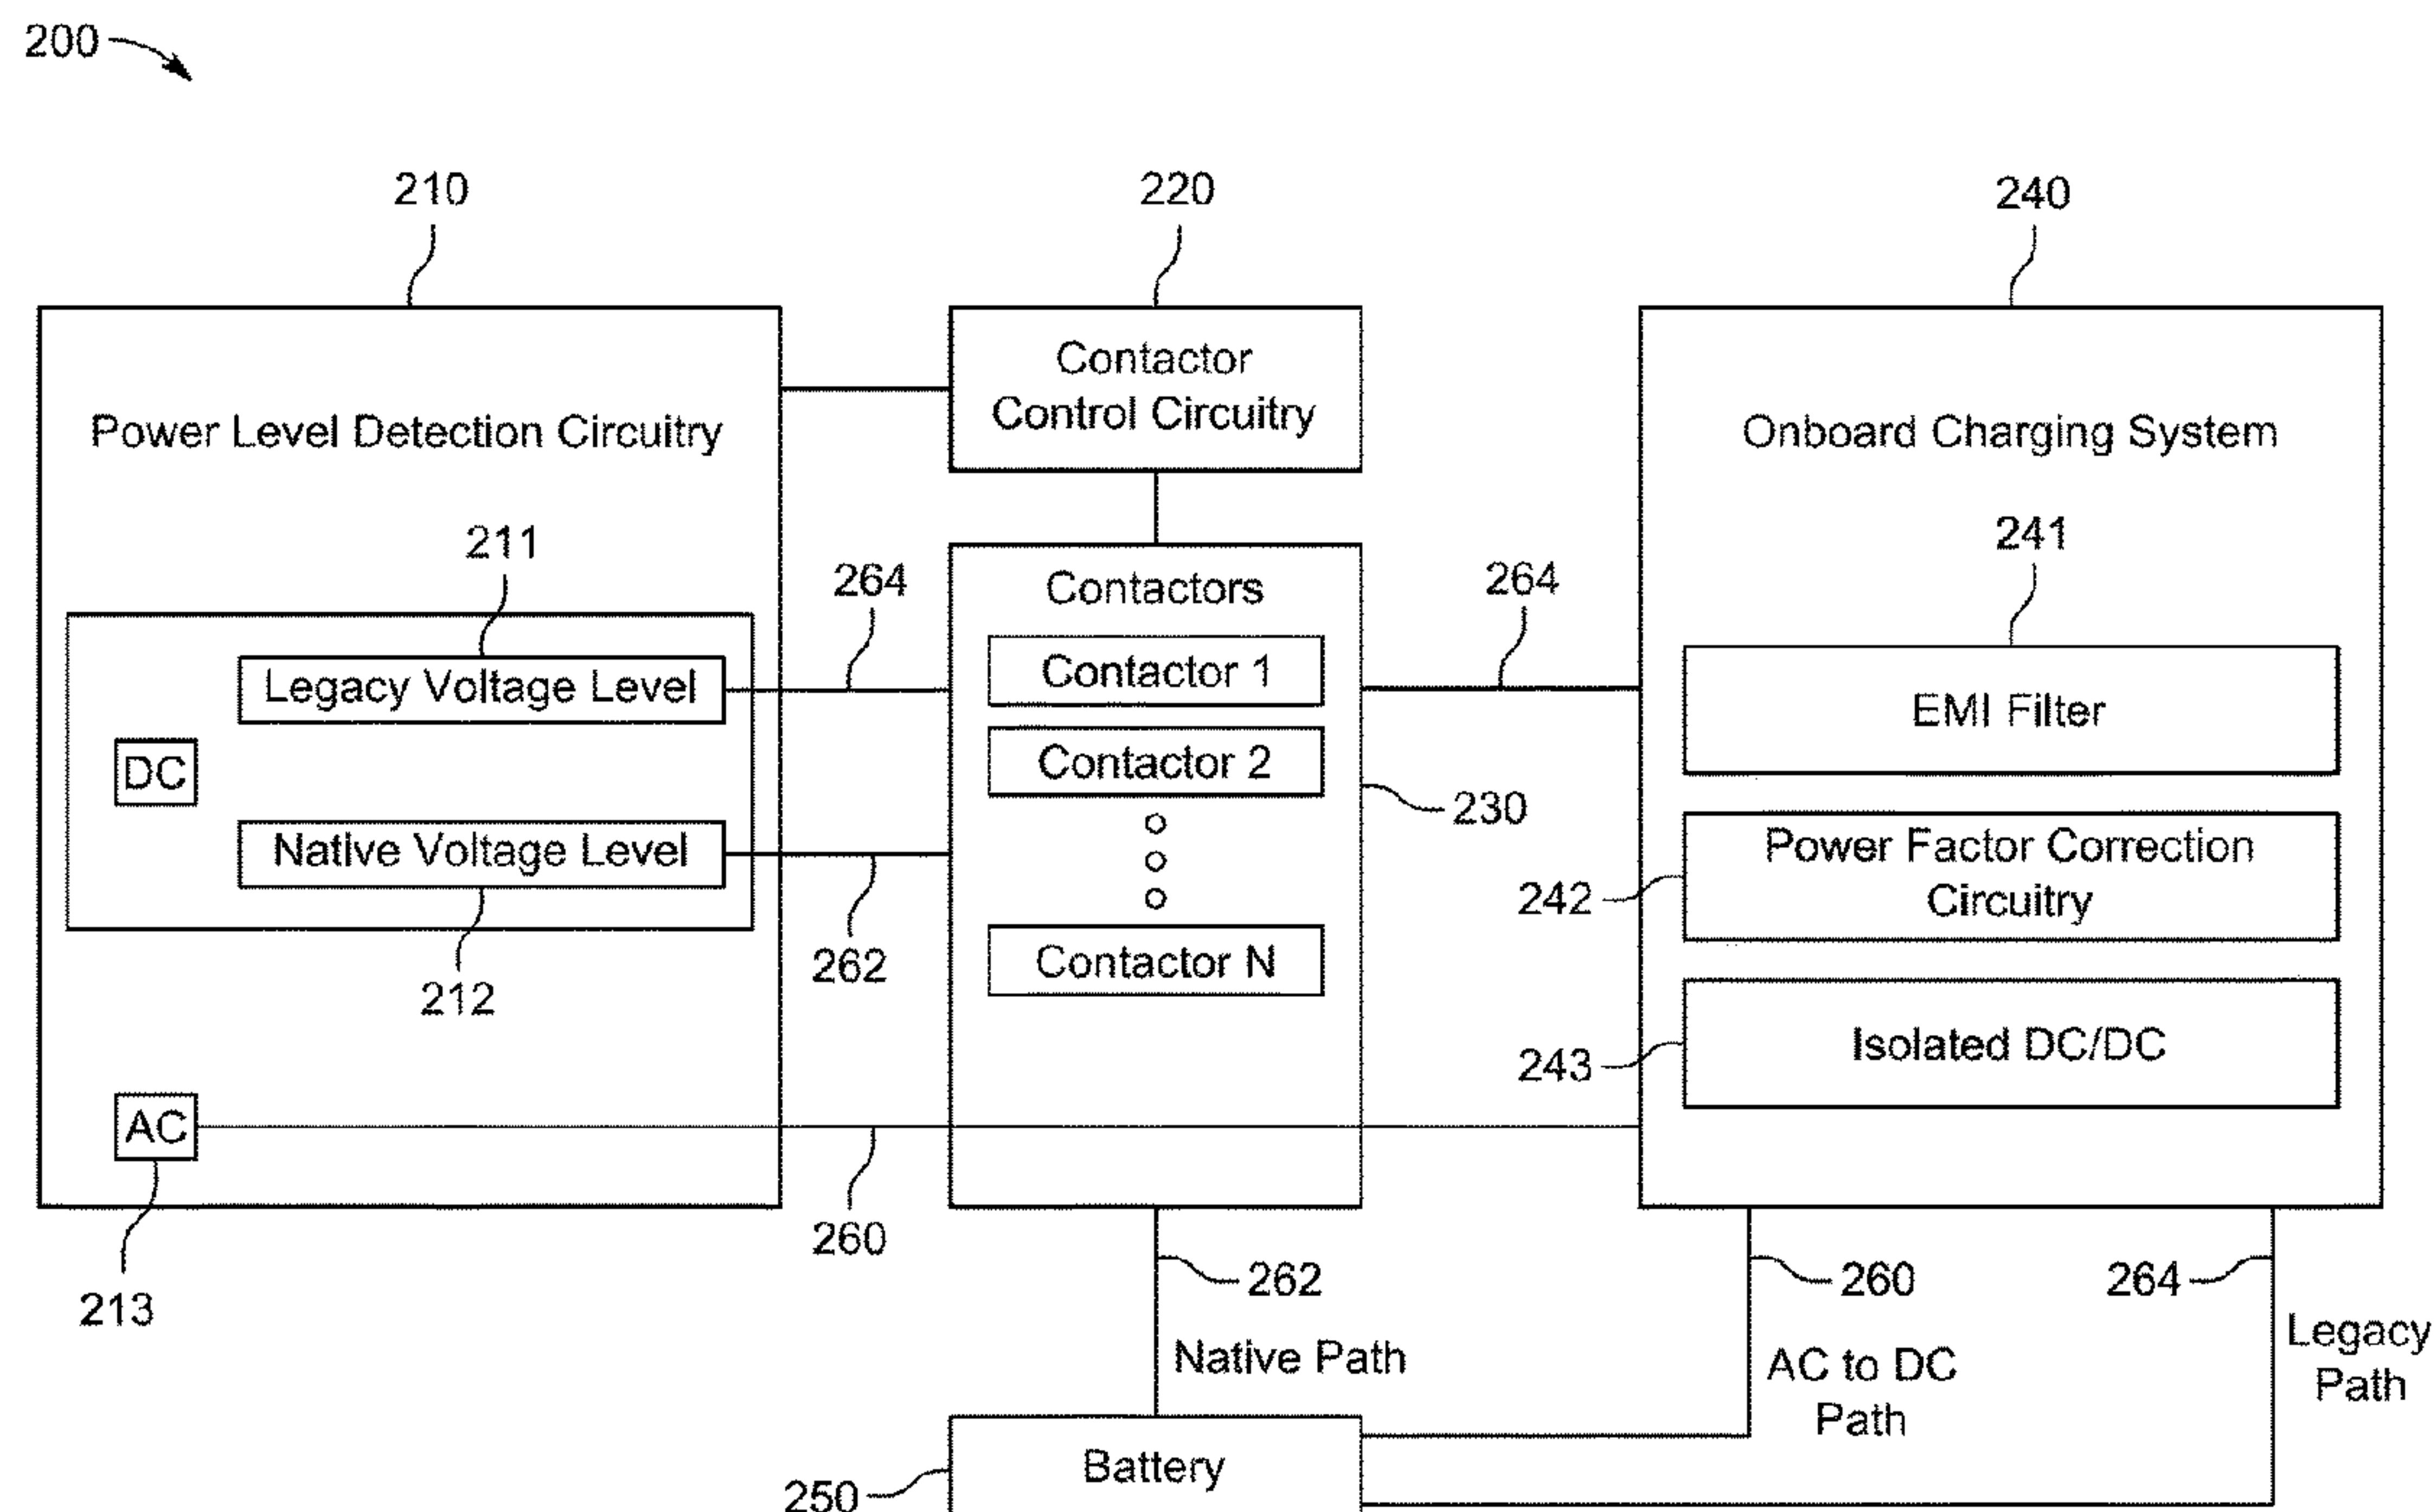 200
210
220
240
Power Level Detection Circuitry
Contactor
Control Circuitry
Onboard Charging System
211
264
264
241
Legacy Voltage Level
DC
Native Voltage Level
212
262
Contactors
Contactor 1
Contactor 2
Contactor N
230
EMI Filter
242
Power Factor Correction
Circuitry
243
Isolated DC/DC
AC
213
260
262
Native Path
260
AC to DC
Path
264
Legacy
Path
Battery
250